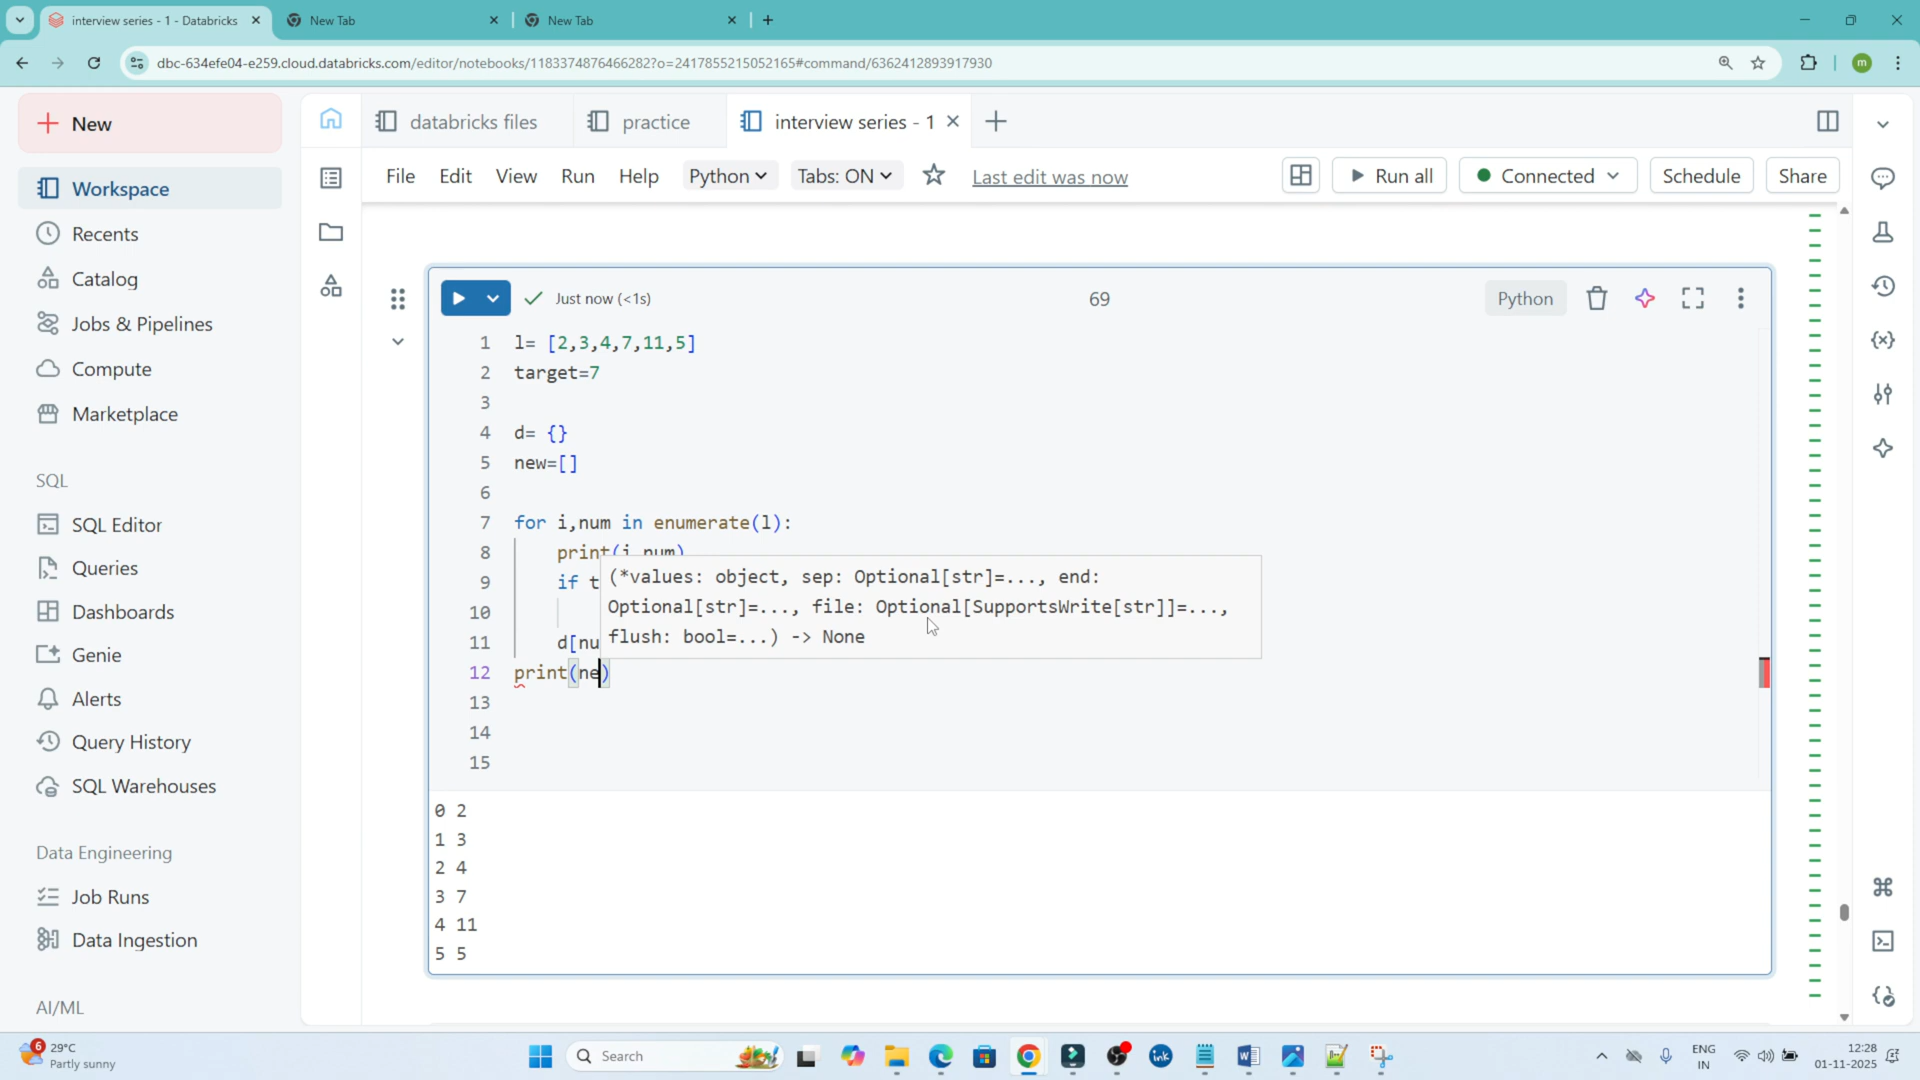 interview series - 1 - Databricks
New Tab
New Tab
dbc-634efe04-e259.cloud.databricks.com/editor/notebooks/1183374876466282?o=2417855215052165#command/6362412893917930
m
New
Workspace
Recents
Catalog
Jobs & Pipelines
Compute
Marketplace
SQL
SQL Editor
Queries
Dashboards
Genie
Alerts
Query History
SQL Warehouses
Data Engineering
Job Runs
Data Ingestion
AI/ML
databricks files
practice
interview series - 1
File Edit View Run Help Python Tabs: ON Last edit was now
Run all
Connected
Schedule
Share
Just now (<1s)
69
Python
1 l= [2,3,4,7,11,5]
2 target=7
3
4 d= {}
5 new=[]
6
7 for i,num in enumerate(l):
8 print(i,num)
9 if t
10
11 d[nu
12 print(ne)
13
14
15
(*values: object, sep: Optional[str]=..., end:
Optional[str]=..., file: Optional[SupportsWrite[str]]=...,
flush: bool=...) -> None
0 2
1 3
2 4
3 7
4 11
5 5
6
29°C
Partly sunny
Search
ink
ENG
IN
12:28
01-11-2025